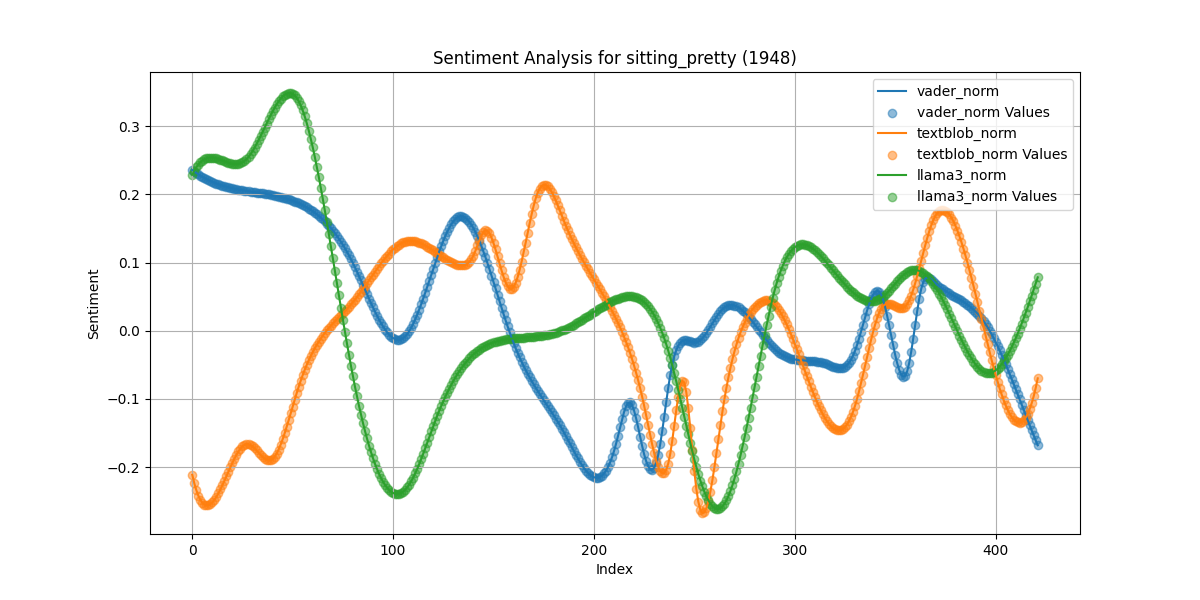 Sentiment Analysis for sitting_pretty (1948)
vader_norm
vader_norm Values
textblob_norm
textblob_norm Values
llama3_norm
llama3_norm Values
Sentiment
0.3
0.2
0.1
0.0
−0.1
−0.2
0 100 200 300 400
Index